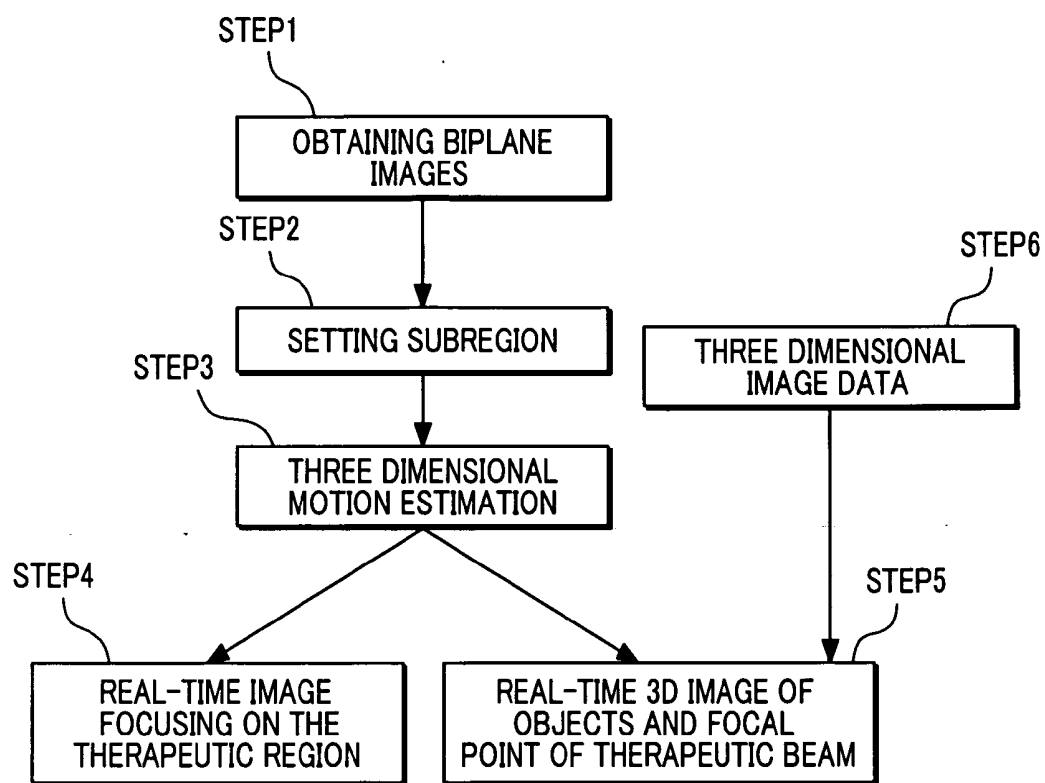 STEP1
OBTAINING BIPLANE
IMAGES
STEP2
SETTING SUBREGION
STEP6
THREE DIMENSIONAL
IMAGE DATA
STEP3
THREE DIMENSIONAL
MOTION ESTIMATION
STEP4
REAL-TIME IMAGE
FOCUSING ON THE
THERAPEUTIC REGION
STEP5
REAL-TIME 3D IMAGE OF
OBJECTS AND FOCAL
POINT OF THERAPEUTIC BEAM